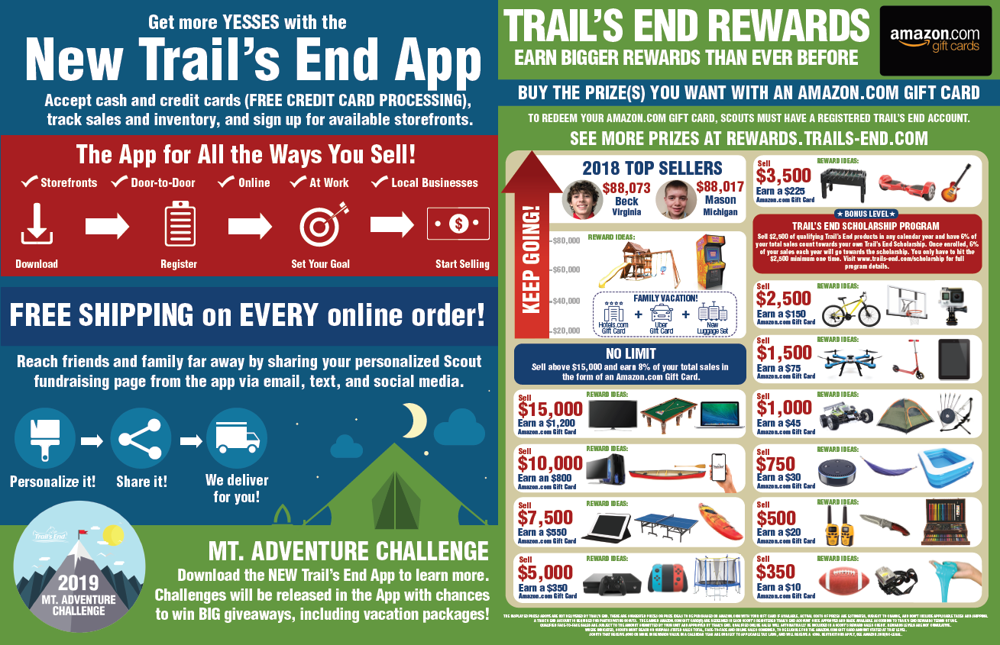 Get more YESSES with the
New Trail's End App
Accept cash and credit cards (FREE CREDIT CARD PROCESSING),
track sales and inventory, and sign up for available storefronts.
The App for All the Ways You Sell!
Storefronts
Door-to-Door
Online
At Work
Local Businesses
$
Download
Register
Set Your Goal
Start Selling
FREE SHIPPING on EVERY online order!
Reach friends and family far away by sharing your personalized Scout
fundraising page from the app via email, text, and social media.
Personalize it!
Share it!
We deliver
for you!
Trail's End
2019
MT. ADVENTURE
CHALLENGE
MT. ADVENTURE CHALLENGE
Download the NEW Trail's End App to learn more.
Challenges will be released in the App with chances
to win BIG giveaways, including vacation packages!
TRAIL'S END REWARDS
EARN BIGGER REWARDS THAN EVER BEFORE
amazon.com
gift cards
BUY THE PRIZE(S) YOU WANT WITH AN AMAZON.COM GIFT CARD
TO REDEEM YOUR AMAZON.COM GIFT CARD, SCOUTS MUST HAVE A REGISTERED TRAIL'S END ACCOUNT.
SEE MORE PRIZES AT REWARDS.TRAILS-END.COM
KEEP GOING!
2018 TOP SELLERS
$88,073
Beck
Virginia
$88,017
Mason
Michigan
$80,000
$60,000
$40,000
$20,000
REWARD IDEAS:
FAMILY VACATION!
Hotels.com
Gift Card
+
Uber
Gift Card
+
New
Luggage Set
NO LIMIT
Sell above $15,000 and earn 8% of your total sales in
the form of an Amazon.com Gift Card.
Sell
$15,000
Earn a $1,200
Amazon.com Gift Card
REWARD IDEAS:
Sell
$10,000
Earn an $800
Amazon.com Gift Card
REWARD IDEAS:
Sell
$7,500
Earn a $550
Amazon.com Gift Card
REWARD IDEAS:
Sell
$5,000
Earn a $350
Amazon.com Gift Card
REWARD IDEAS:
Sell
$3,500
Earn a $225
Amazon.com Gift Card
REWARD IDEAS:
★ BONUS LEVEL ★
TRAIL'S END SCHOLARSHIP PROGRAM
Sell $2,500 of qualifying Trail's End products in any calendar year and have 6% of
your total sales count towards your own Trail's End Scholarship. Once enrolled, 6%
of your sales each year will go towards the scholarship. You only have to hit the
$2,500 minimum one time. Visit www.trails-end.com/scholarship for full
program details.
Sell
$2,500
Earn a $150
Amazon.com Gift Card
REWARD IDEAS:
Sell
$1,500
Earn a $75
Amazon.com Gift Card
REWARD IDEAS:
Sell
$1,000
Earn a $45
Amazon.com Gift Card
REWARD IDEAS:
Sell
$750
Earn a $30
Amazon.com Gift Card
REWARD IDEAS:
Sell
$500
Earn a $20
Amazon.com Gift Card
REWARD IDEAS:
Sell
$350
Earn a $10
Amazon.com Gift Card
REWARD IDEAS: